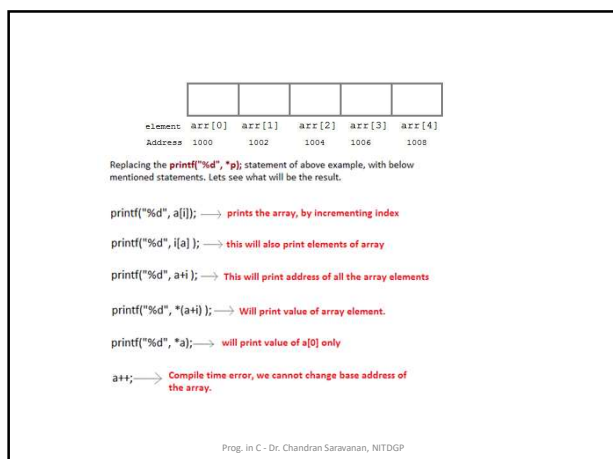 element arr[0] arr[1] arr[2] arr[3] arr[4]
Address 1000 1002 1004 1006 1008
Replacing the printf("%d", *p); statement of above example, with below
mentioned statements. Lets see what will be the result.
printf("%d", a[i]); → prints the array, by incrementing index
printf("%d", i[a] ); → this will also print elements of array
printf("%d", a+i ); → This will print address of all the array elements
printf("%d", *(a+i) ); → Will print value of array element.
printf("%d", *a); → will print value of a[0] only
a++; → Compile time error, we cannot change base address of
the array.
Prog. in C - Dr. Chandran Saravanan, NITDGP